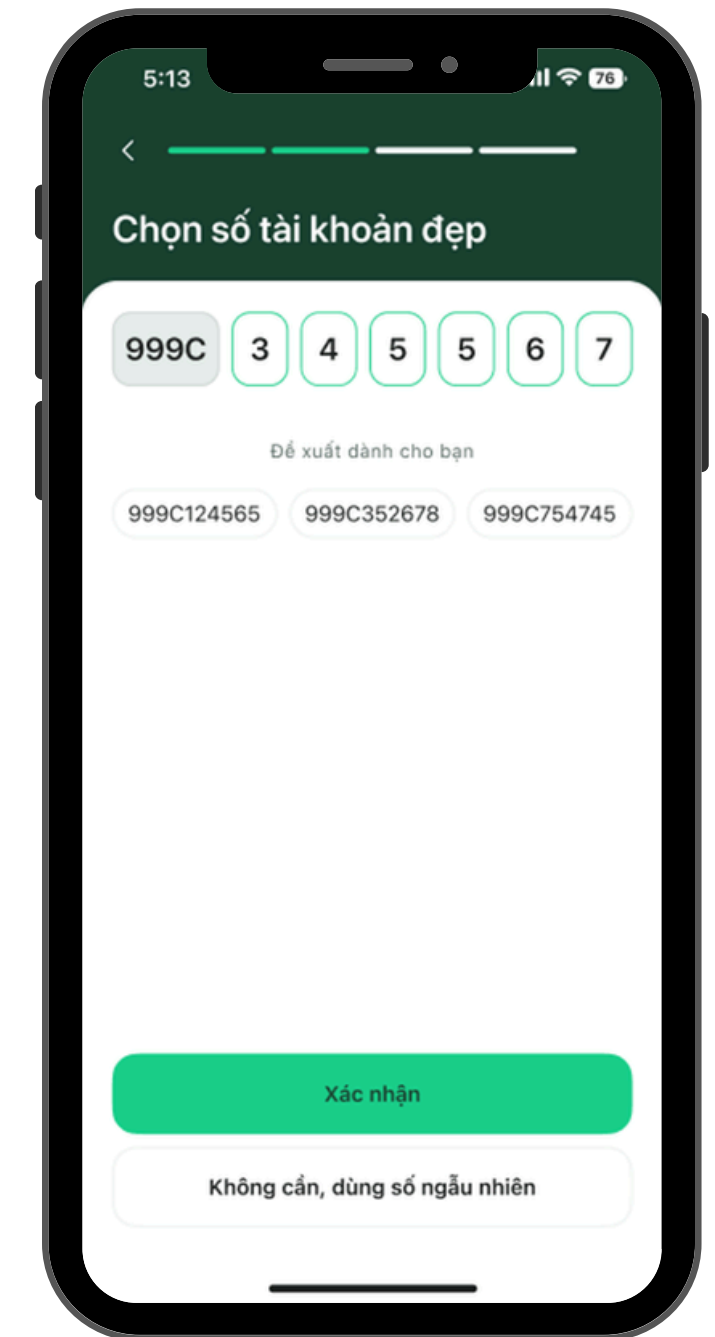 5:13
76
Chọn số tài khoản đẹp
999C 3 4 5 5 6 7
Đề xuất dành cho bạn
999C124565 999C352678 999C754745
Xác nhận
Không cần, dùng số ngẫu nhiên